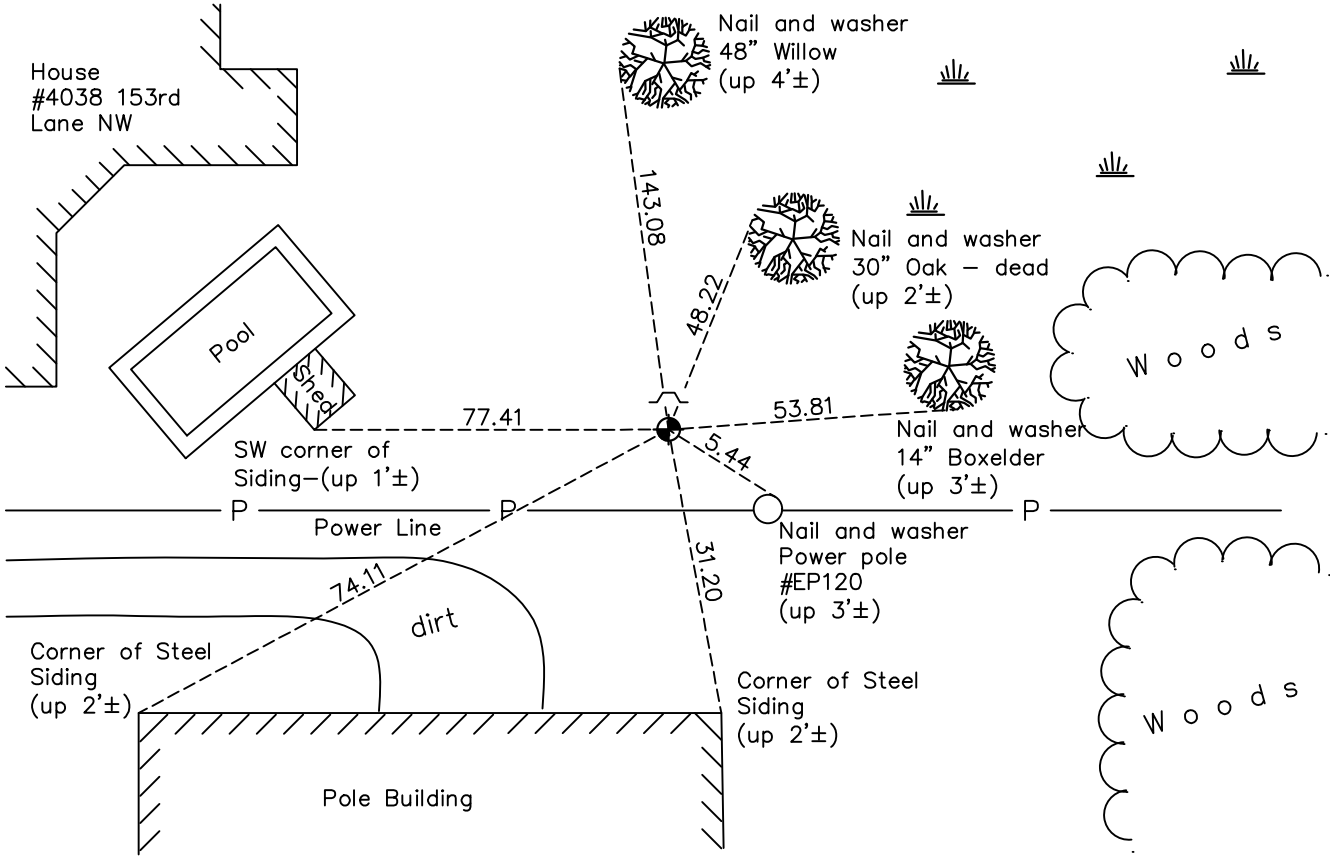 Nail and washer
48" Willow
(up 4'±)
House
#4038 153rd
Lane NW
143.08
Nail and washer
30" Oak – dead
(up 2'±)
48.22
Pool
Shed
Woods
77.41
53.81
5.44
SW corner of
Siding–(up 1'±)
Nail and washer
14" Boxelder
(up 3'±)
P
P
P
Power Line
Nail and washer
Power pole
#EP120
(up 3'±)
31.20
74.11
dirt
Corner of Steel
Siding
(up 2'±)
Corner of Steel
Siding
(up 2'±)
Woods
Pole Building